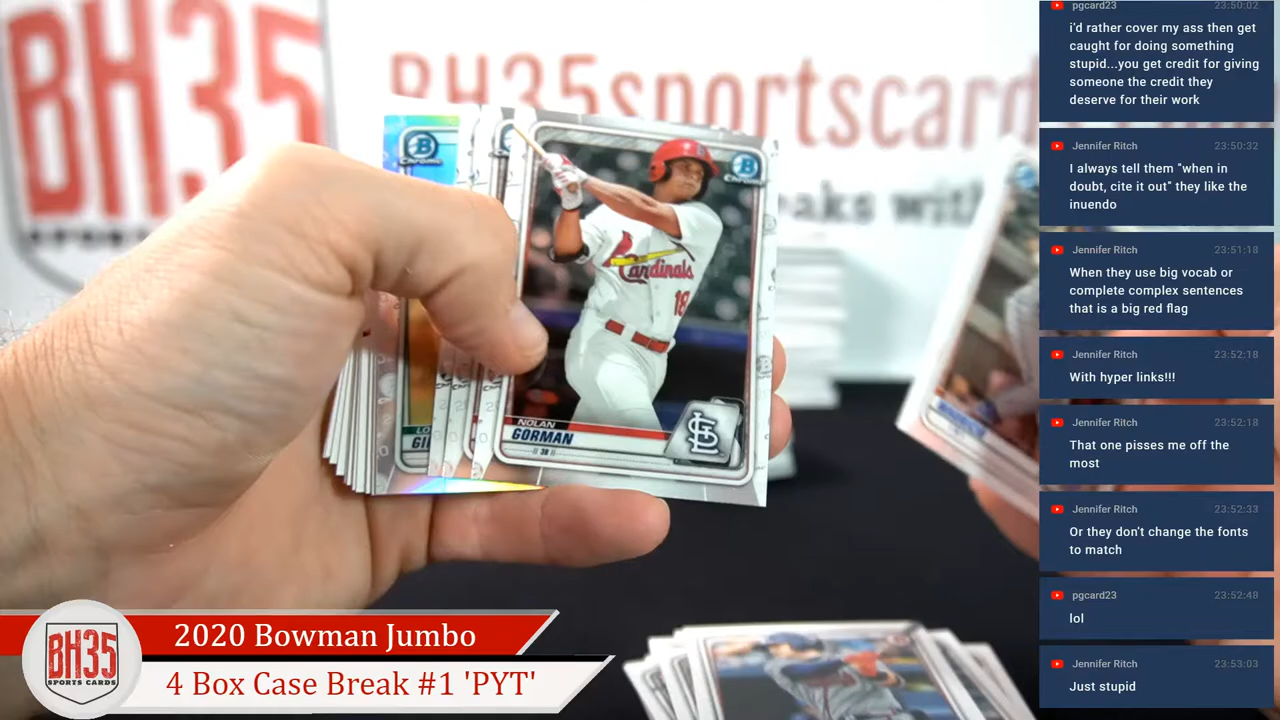 BH35
SPORTS CARDS
BH35sportscard
eaks with
Chrome
Chrome
Cardinals
18
NOLAN
GORMAN
3B
STL
2020 Bowman Jumbo
4 Box Case Break #1 'PYT'
BH35
SPORTS CARDS
pgcard23 23:50:02
i'd rather cover my ass then get
caught for doing something
stupid...you get credit for giving
someone the credit they
deserve for their work
Jennifer Ritch 23:50:32
I always tell them "when in
doubt, cite it out" they like the
inuendo
Jennifer Ritch 23:51:18
When they use big vocab or
complete complex sentences
that is a big red flag
Jennifer Ritch 23:52:18
With hyper links!!!
Jennifer Ritch 23:52:18
That one pisses me off the
most
Jennifer Ritch 23:52:33
Or they don't change the fonts
to match
pgcard23 23:52:48
lol
Jennifer Ritch 23:53:03
Just stupid